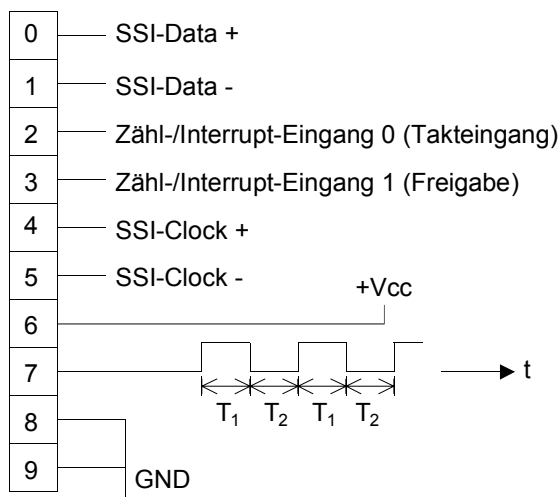 0 SSI-Data +
1 SSI-Data -
2 Zähl-/Interrupt-Eingang 0 (Takteingang)
3 Zähl-/Interrupt-Eingang 1 (Freigabe)
4 SSI-Clock +
5 SSI-Clock -
+Vcc
6
7 t
T1 T2 T1 T2
8
9 GND